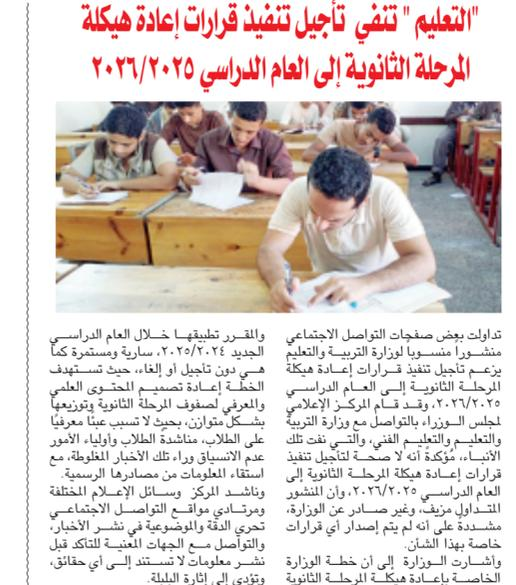 "التعليم " تنفي تأجيل تنفيذ قرارات إعادة هيكلة
المرحلة الثانوية إلى العام الدراسي ٢٠٢٦/٢٠٢٥
تداولت بعض صفحات التواصل الاجتماعي
منشوراً منسوباً لوزارة التربية والتعليم
يزعم تأجيل تنفيذ قرارات إعادة هيكلة
المرحلة الثانوية إلى العام الدراسي
٢٠٢٦/٢٠٢٥، وقد قام المركز الإعلامي
لمجلس الوزراء بالتواصل مع وزارة التربية
والتعليم والتعليم الفني، والتي نفت تلك
الأنباء، مُؤكدةً أنه لا صحة لتأجيل تنفيذ
قرارات إعادة هيكلة المرحلة الثانوية إلى
العام الدراسي ٢٠٢٦/٢٠٢٥، وأن المنشور
المتداول مزيف، وغير صادر عن الوزارة،
مشددةً على أنه لم يتم إصدار أي قرارات
خاصة بهذا الشأن.
وأشارت الوزارة إلى أن خطة الوزارة
الخاصة بإعادة هيكلة المرحلة الثانوية
والمقرر تطبيقها خلال العام الدراسي
الجديد ٢٠٢٥/٢٠٢٤، سارية ومستمرة كما
هي دون تأجيل أو إلغاء، حيث تستهدف
الخطة إعادة تصميم المحتوى العلمي
والمعرفي لصفوف المرحلة الثانوية وتوزيعها
بشكل متوازن، بحيث لا تسبب عبئًا معرفيًا
على الطلاب، مناشدة الطلاب وأولياء الأمور
عدم الانسياق وراء تلك الأخبار المغلوطة، مع
استقاء المعلومات من مصادرها الرسمية.
وناشد المركز وسائل الإعلام المختلفة
ومرتادي مواقع التواصل الاجتماعي
تحري الدقة والموضوعية في نشر الأخبار،
والتواصل مع الجهات المعنية للتأكد قبل
نشر معلومات لا تستند إلى أي حقائق،
وتؤدي إلى إثارة البلبلة.